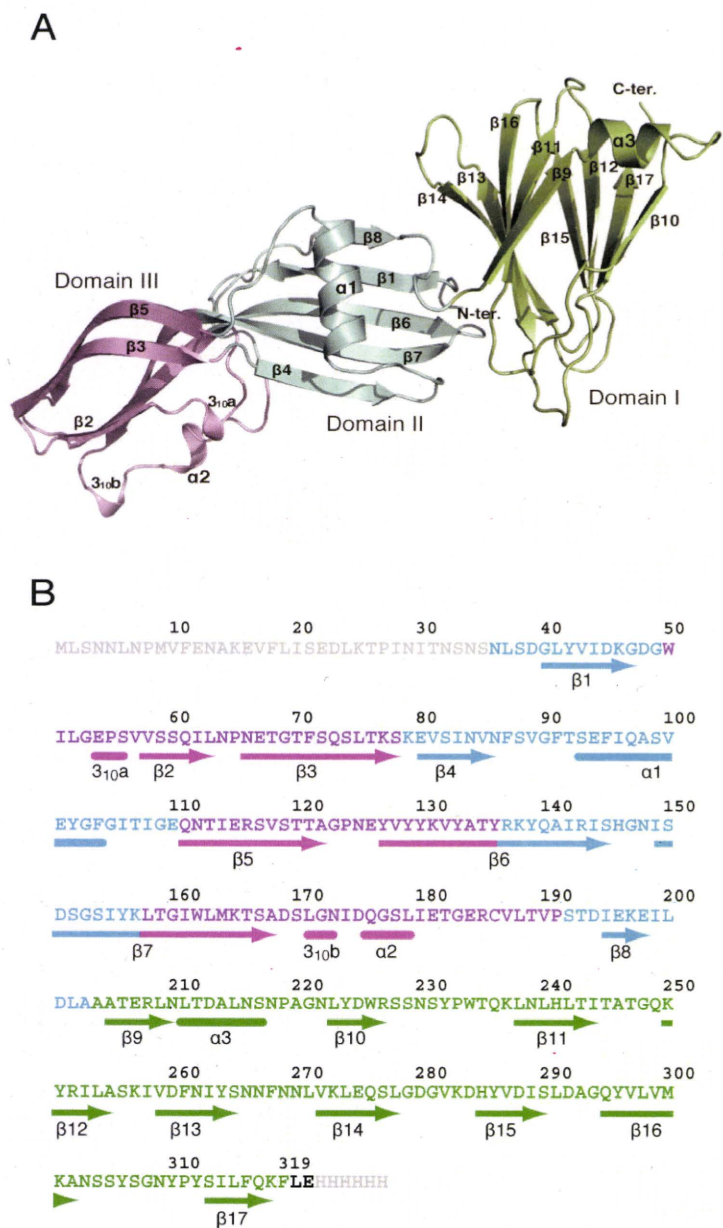 A
C-ter.
β16
β11
α3
β13
β9
β12
β17
β14
β10
β8
β15
Domain III
α1
β1
N-ter.
β5
β6
β3
β7
β4
3₁₀a
Domain I
β2
Domain II
3₁₀b
α2
B
10 20 30 40 50
MLSNNLNPMVFENAKEVFLISEDLKTPINITNSNSNLSDGLYVIDKGDGW
β1
60 70 80 90 100
ILGEPSVVSSQILNPNETGTFSQSLTKSKEVSINVNFSVGFTSEFIQASV
3₁₀a β2 β3 β4 α1
110 120 130 140 150
EYGFGITIGEQNTIERSVSTTAGPNEYVYYKVYATYRKYQAIRISHGNIS
β5 β6
160 170 180 190 200
DSGSIYKLTGIWLMKTSADSLGNIDQGSLIETGERCVLTVPSTDIEKEIL
β7 3₁₀b α2 β8
210 220 230 240 250
DLAAATERLNLTDALNSNPAGNLYDWRSSNSYPWTQKLNLHLTITATGQK
β9 α3 β10 β11
260 270 280 290 300
YRILASKIVDFNIYSNNFNNLVKLEQSLGDGVKDHYVDISLDAGQYVLVM
β12 β13 β14 β15 β16
310 319
KANSSYSGNYPYSILFQKFLEHHHHHH
β17